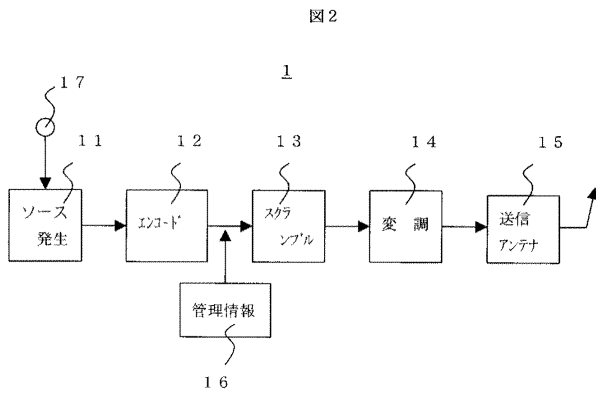 図2
1
17
11
12
13
14
15
ソース
発生
エンコード
スクラ
ンブル
変 調
送信
アンテナ
管理情報
16